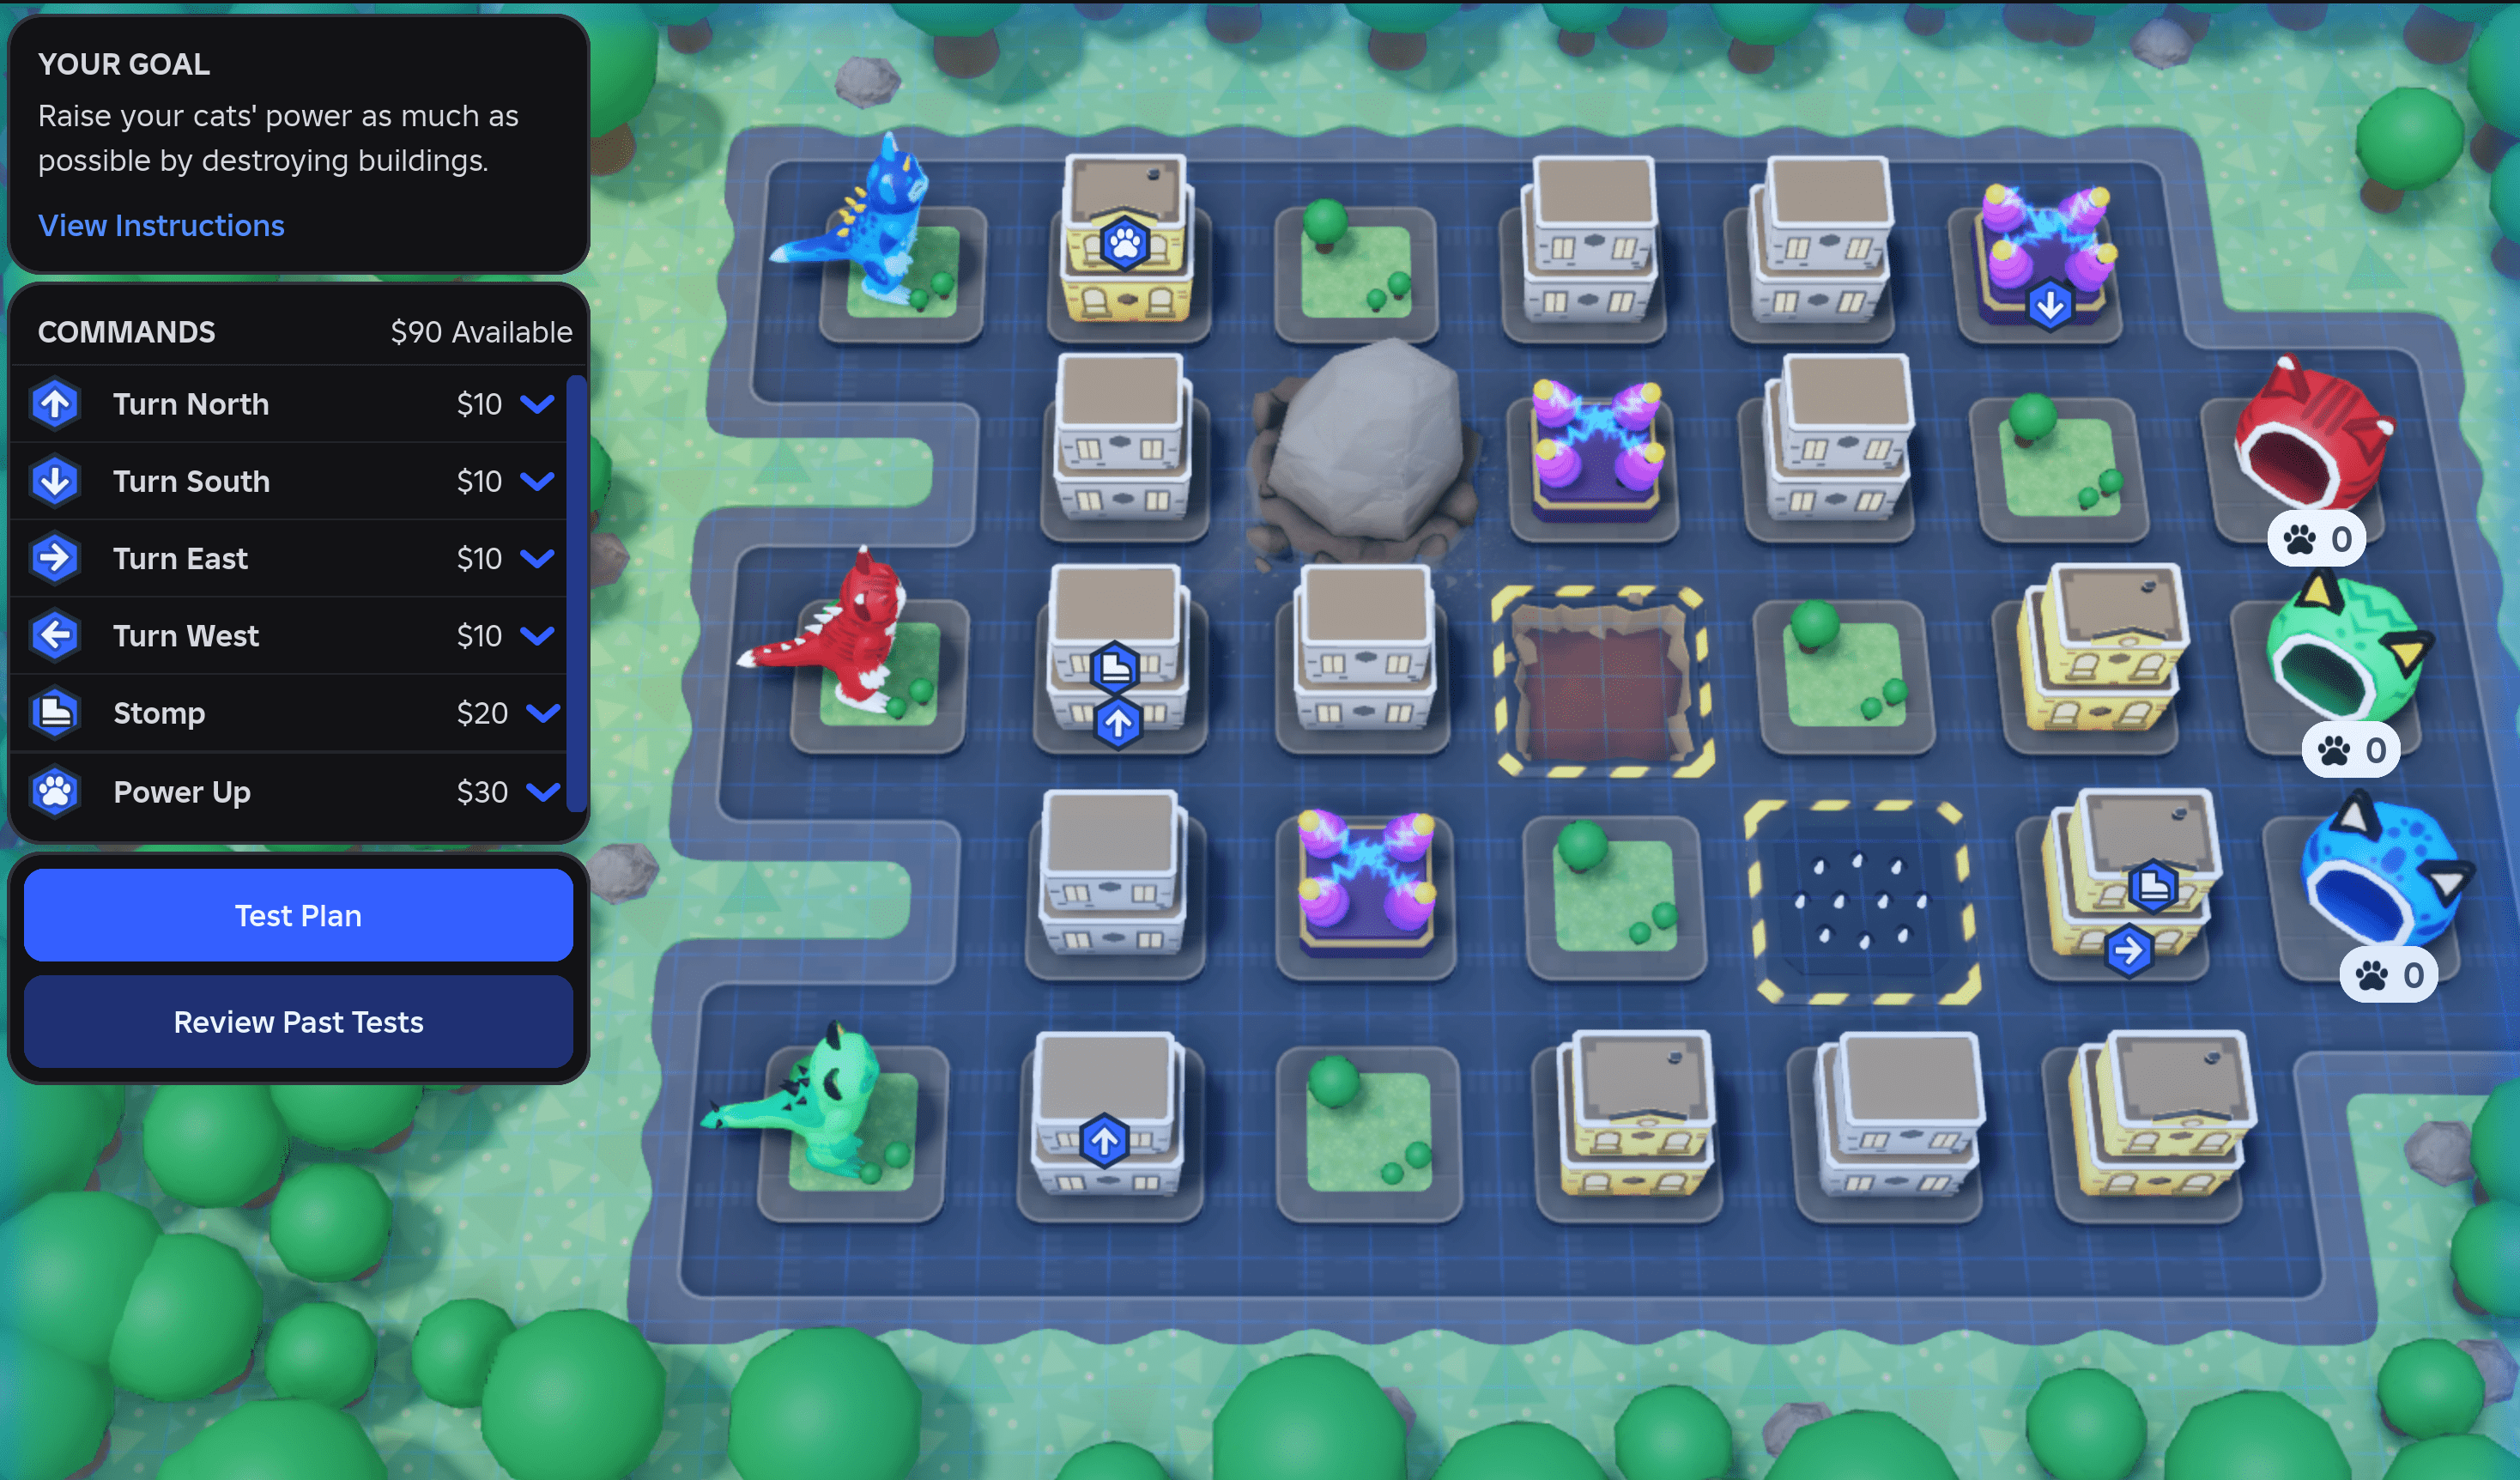 YOUR GOAL
Raise your cats' power as much as
possible by destroying buildings.
View Instructions
COMMANDS $90 Available
Turn North $10
Turn South $10
Turn East $10
Turn West $10
Stomp $20
Power Up $30
Test Plan
Review Past Tests
0
0
0